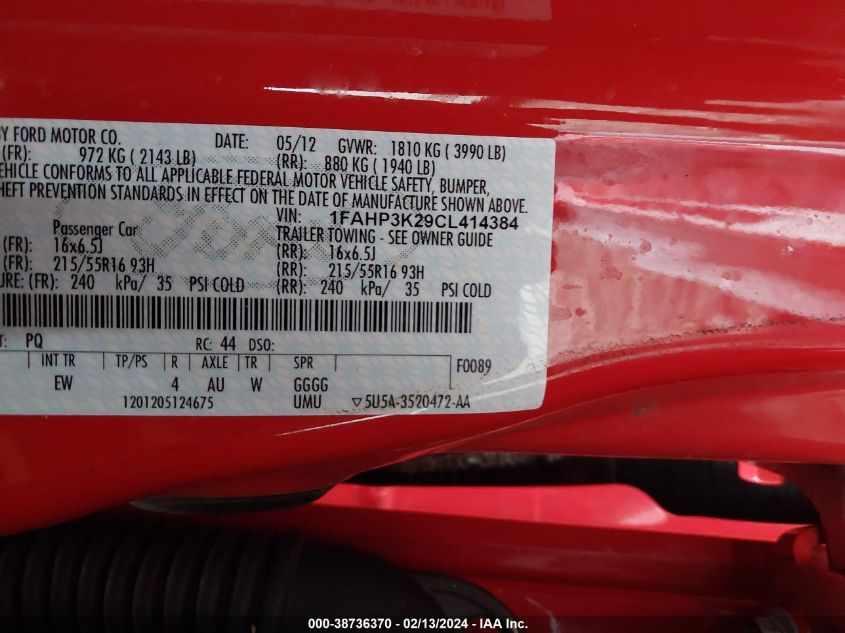 BY FORD MOTOR CO. DATE: 05/12 GVWR: 1810 KG ( 3990 LB)
(FR): 972 KG ( 2143 LB) (RR): 880 KG ( 1940 LB)
VEHICLE CONFORMS TO ALL APPLICABLE FEDERAL MOTOR VEHICLE SAFETY, BUMPER,
THEFT PREVENTION STANDARDS IN EFFECT ON THE DATE OF MANUFACTURE SHOWN ABOVE.
VIN: 1FAHP3K29CL414384
Passenger Car TRAILER TOWING - SEE OWNER GUIDE
(FR): 16x6.5J (RR): 16x6.5J
(FR): 215/55R16 93H (RR): 215/55R16 93H
URE: (FR): 240 kPa/ 35 PSI COLD (RR): 240 kPa/ 35 PSI COLD
T: PQ RC: 44 DSO:
INT TR TP/PS R AXLE TR SPR F0089
EW 4 AU W GGGG
1201205124675 UMU ▽5U5A-3520472-AA
000-38736370 - 02/13/2024 - IAA Inc.